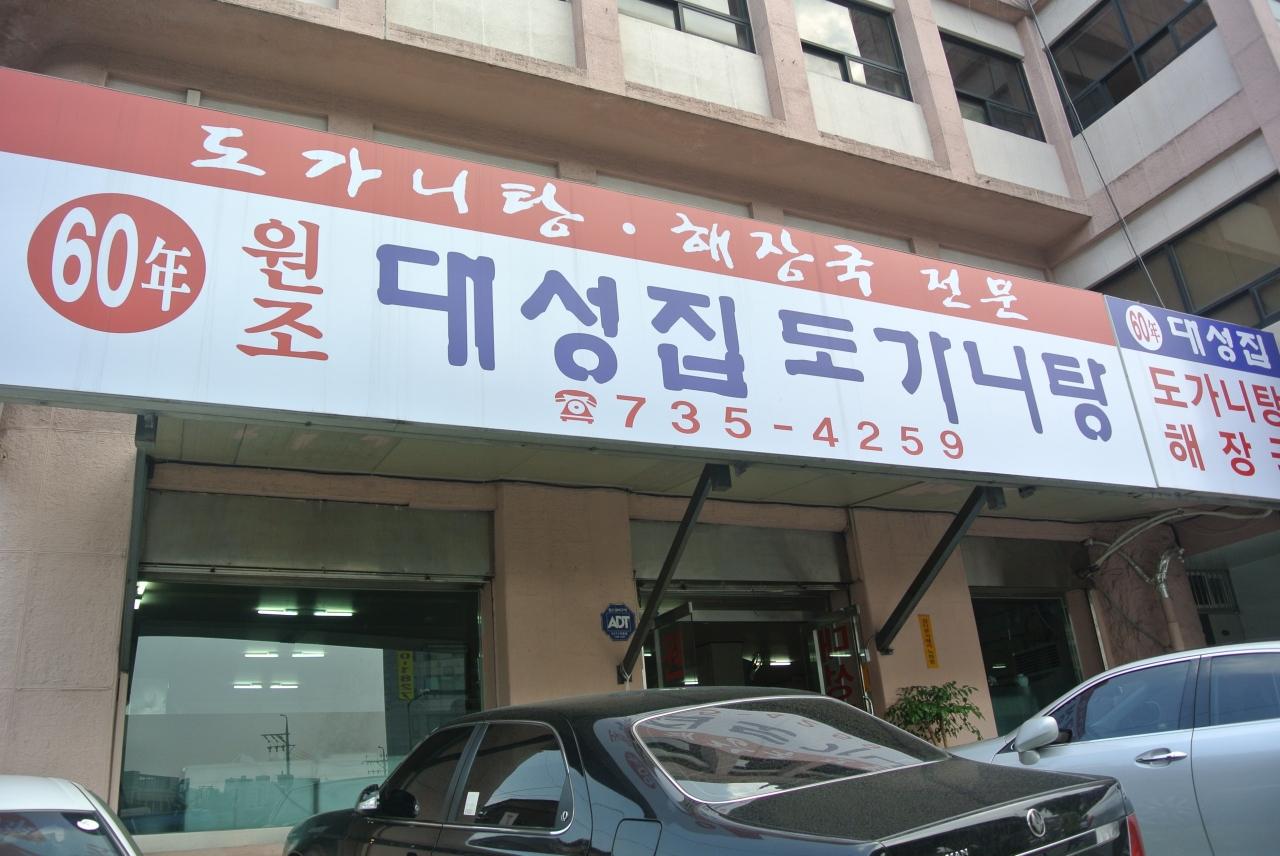 도가니탕·해장국 전문
60年 원조 대성집 도가니탕
☎735-4259
60年 대성집
도가니탕
해장
ADT